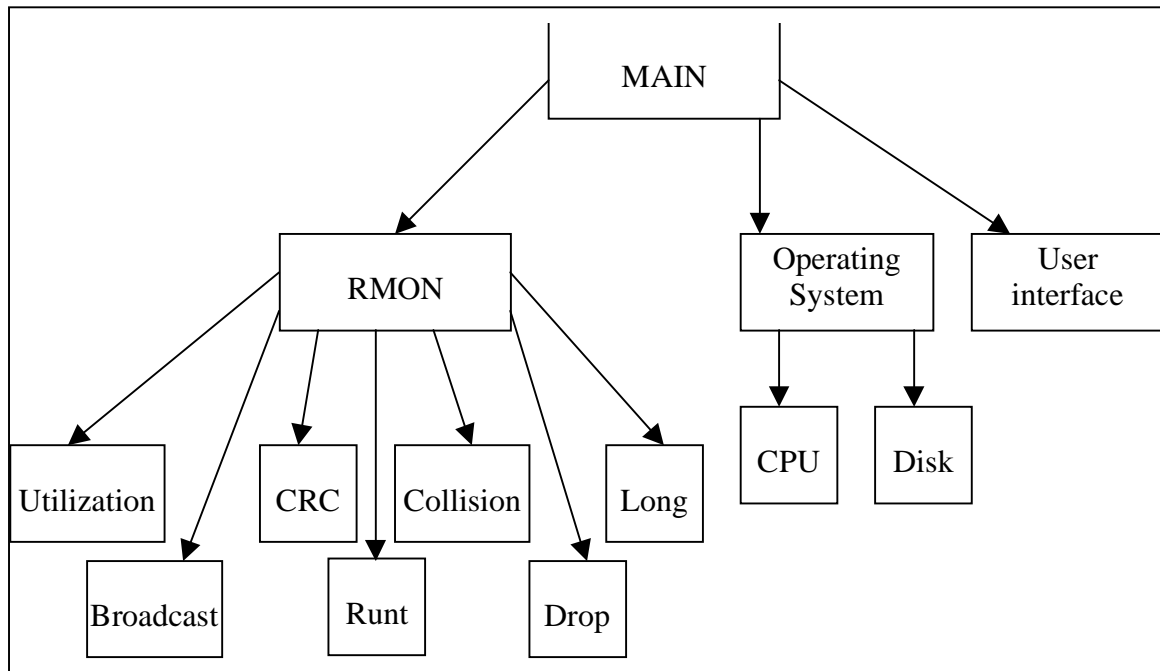 MAIN
RMON
Operating
System
User
interface
CPU
Disk
Utilization
CRC
Collision
Long
Broadcast
Runt
Drop